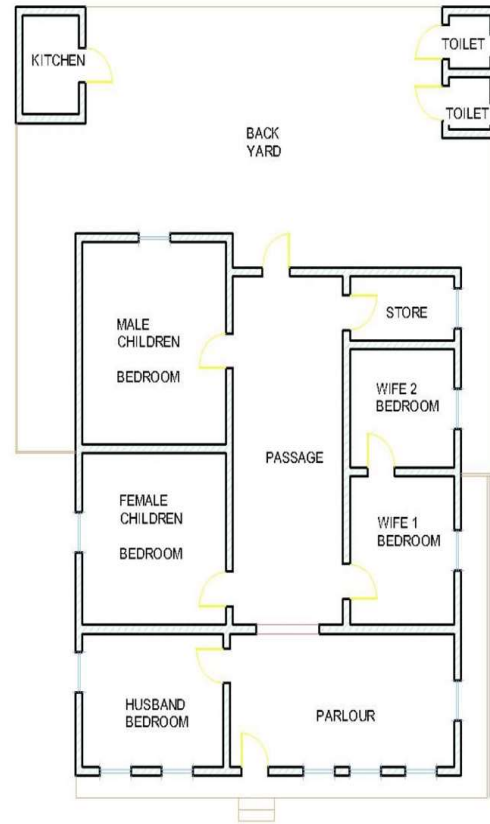 KITCHEN
TOILET
TOILET
BACK
YARD
MALE
CHILDREN
BEDROOM
STORE
WIFE 2
BEDROOM
PASSAGE
FEMALE
CHILDREN
BEDROOM
WIFE 1
BEDROOM
HUSBAND
BEDROOM
PARLOUR